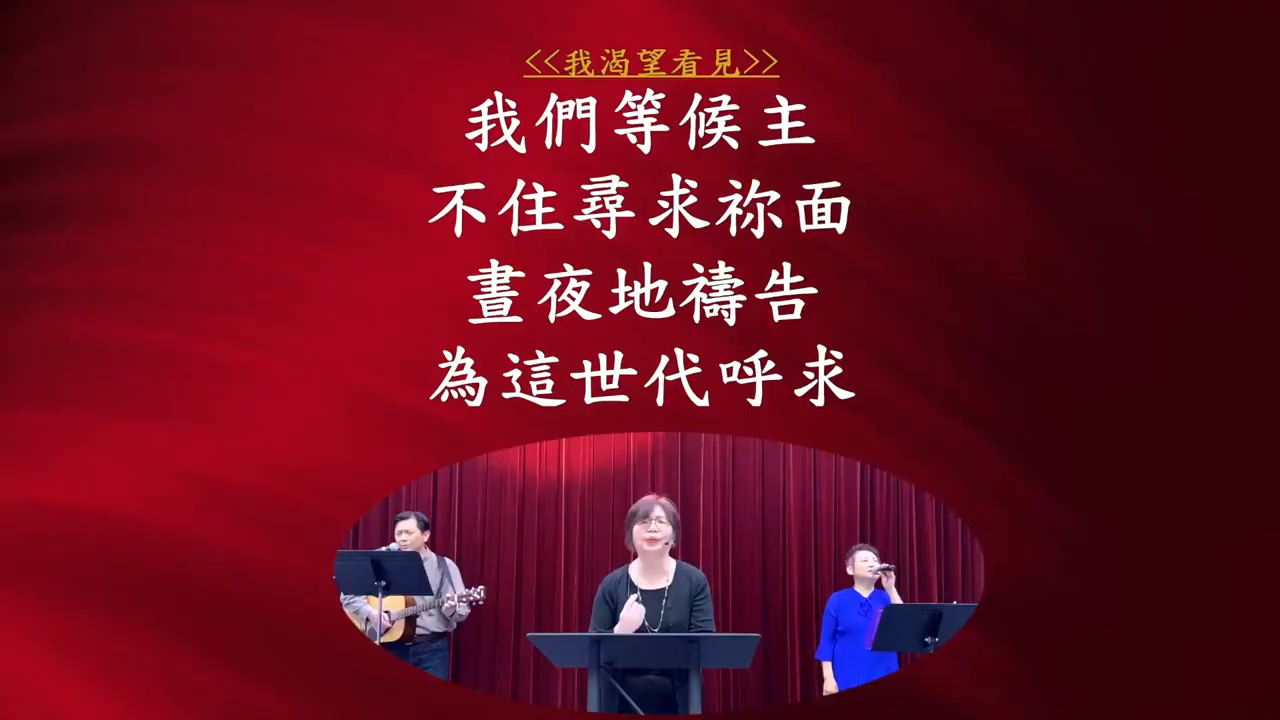 <<我渴望看見>>
我們等候主
不住尋求祢面
晝夜地禱告
為這世代呼求